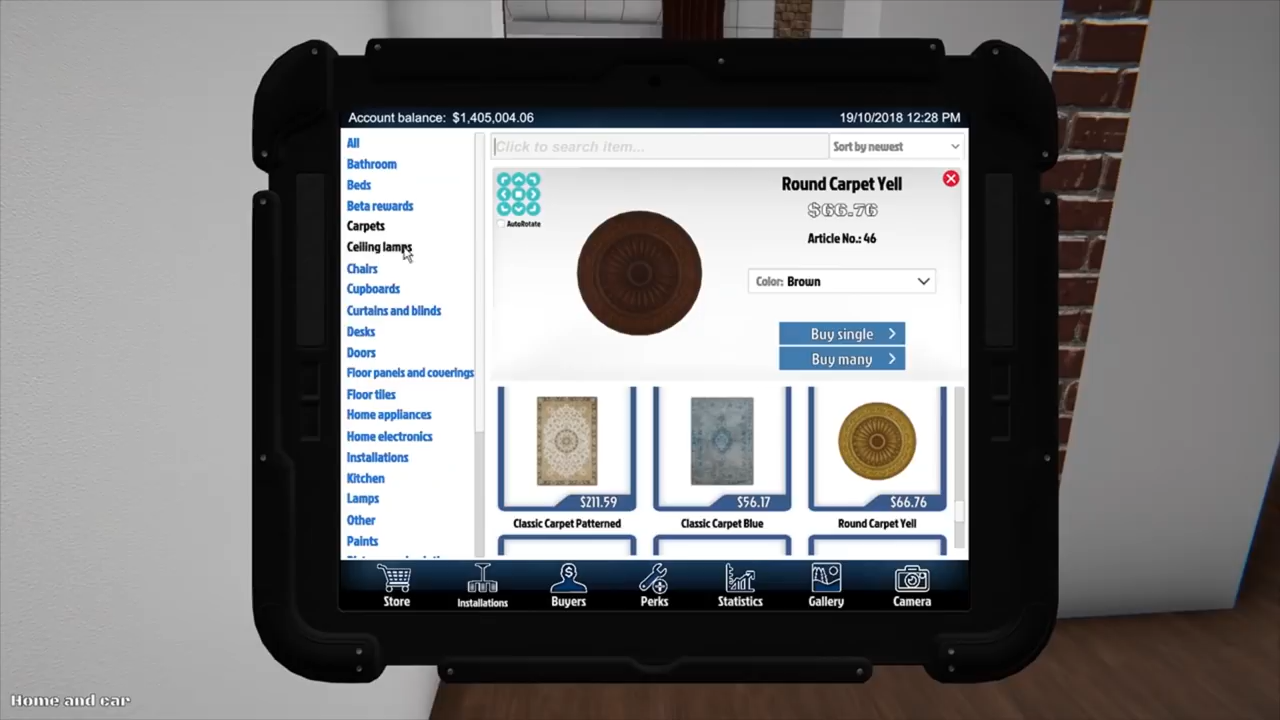 Account balance: $1,405,004.06
19/10/2018 12:28 PM
All
Bathroom
Beds
Beta rewards
Carpets
Ceiling lamps
Chairs
Cupboards
Curtains and blinds
Desks
Doors
Floor panels and coverings
Floor tiles
Home appliances
Home electronics
Installations
Kitchen
Lamps
Other
Paints
Click to search item...
Sort by newest
AutoRotate
Round Carpet Yell
$66.76
Article No.: 46
Color: Brown
Buy single
Buy many
$211.59
$56.17
$66.76
Classic Carpet Patterned
Classic Carpet Blue
Round Carpet Yell
Store
Installations
Buyers
Perks
Statistics
Gallery
Camera
Home and car